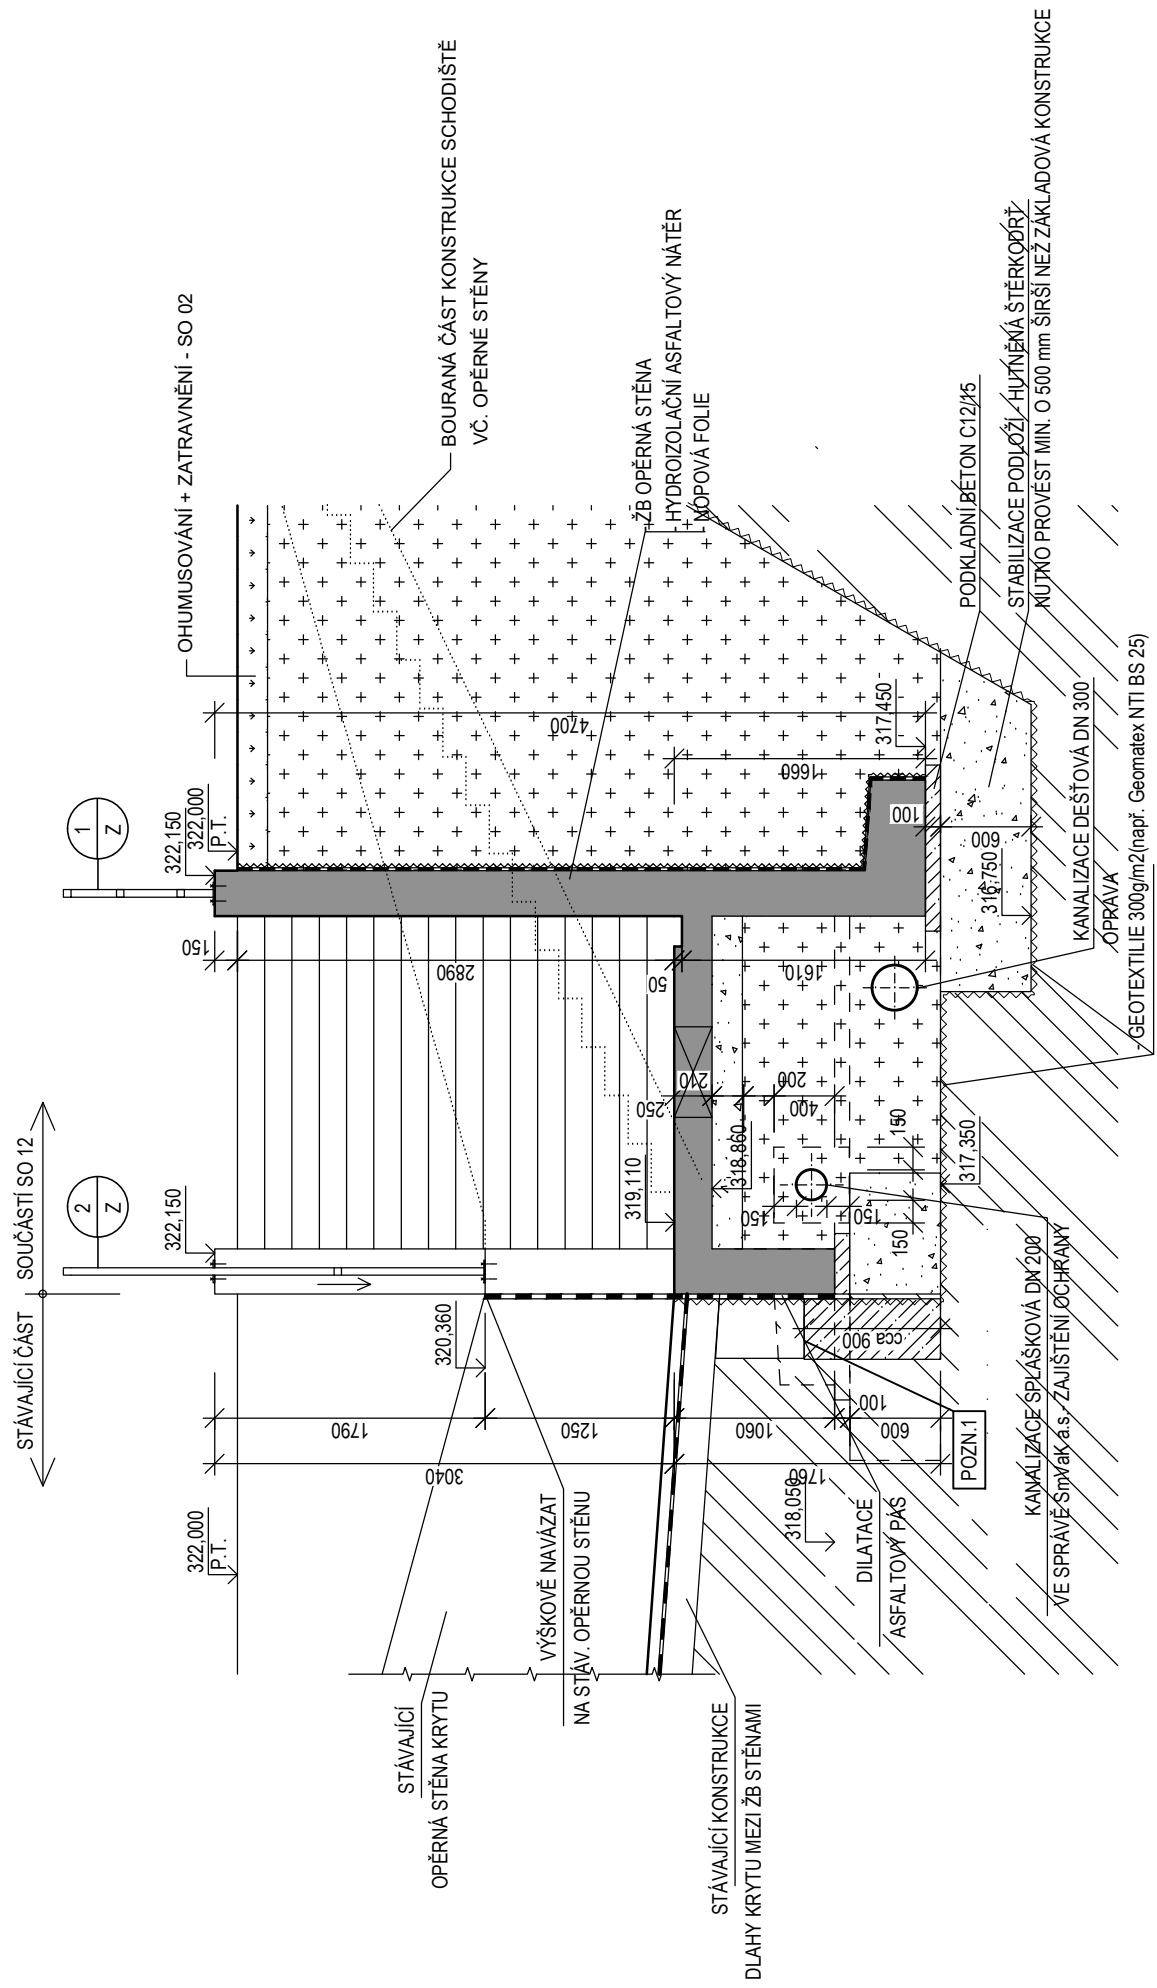 STÁVAJÍCÍ ČÁST
SOUČÁSTÍ SO 12
2
Z
1
Z
322,000
P.T.
322,150
322,150
322,000
P.T.
OHUMUSOVÁNÍ + ZATRAVNĚNÍ - SO 02
BOURANÁ ČÁST KONSTRUKCE SCHODIŠTĚ
VČ. OPĚRNÉ STĚNY
ŽB OPĚRNÁ STĚNA
HYDROIZOLAČNÍ ASFALTOVÝ NÁTĚR
NOPOVÁ FOLIE
PODKLADNÍ BETON C12/15
STABILIZACE PODLOŽÍ - HUTNĚNÁ ŠTĚRKODRŤ
NUTNO PROVÉST MIN. O 500 mm ŠIRŠÍ NEŽ ZÁKLADOVÁ KONSTRUKCE
KANALIZACE DEŠŤOVÁ DN 300
OPRAVA
GEOTEXTILIE 300g/m2(např. Geomatex NTI BS 25)
KANALIZACE SPLAŠKOVÁ DN 200
VE SPRÁVĚ SmVaK a.s.- ZAJIŠTĚNÍ OCHRANY
POZN.1
DILATACE
ASFALTOVÝ PÁS
VÝŠKOVĚ NAVÁZAT
NA STÁV. OPĚRNOU STĚNU
STÁVAJÍCÍ
OPĚRNÁ STĚNA KRYTU
STÁVAJÍCÍ KONSTRUKCE
DLAHY KRYTU MEZI ŽB STĚNAMI
320,360
319,110
318,860
318,050
317,450
317,350
316,750
1790
1250
1060
100
600
3040
1760
cca 900
150
2890
50
1610
250
210
200
400
150
150
150
150
4700
1660
100
600